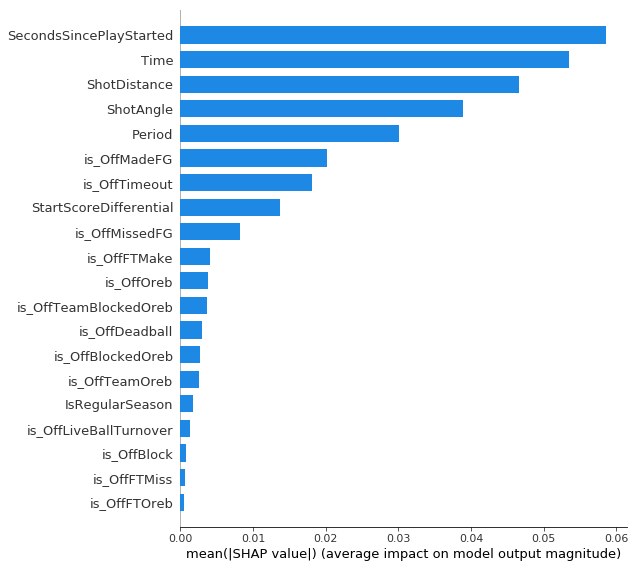 SecondsSincePlayStarted
Time
ShotDistance
ShotAngle
Period
is_OffMadeFG
is_OffTimeout
StartScoreDifferential
is_OffMissedFG
is_OffFTMake
is_OffOreb
is_OffTeamBlockedOreb
is_OffDeadball
is_OffBlockedOreb
is_OffTeamOreb
IsRegularSeason
is_OffLiveBallTurnover
is_OffBlock
is_OffFTMiss
is_OffFTOreb
0.00 0.01 0.02 0.03 0.04 0.05 0.06
mean(|SHAP value|) (average impact on model output magnitude)